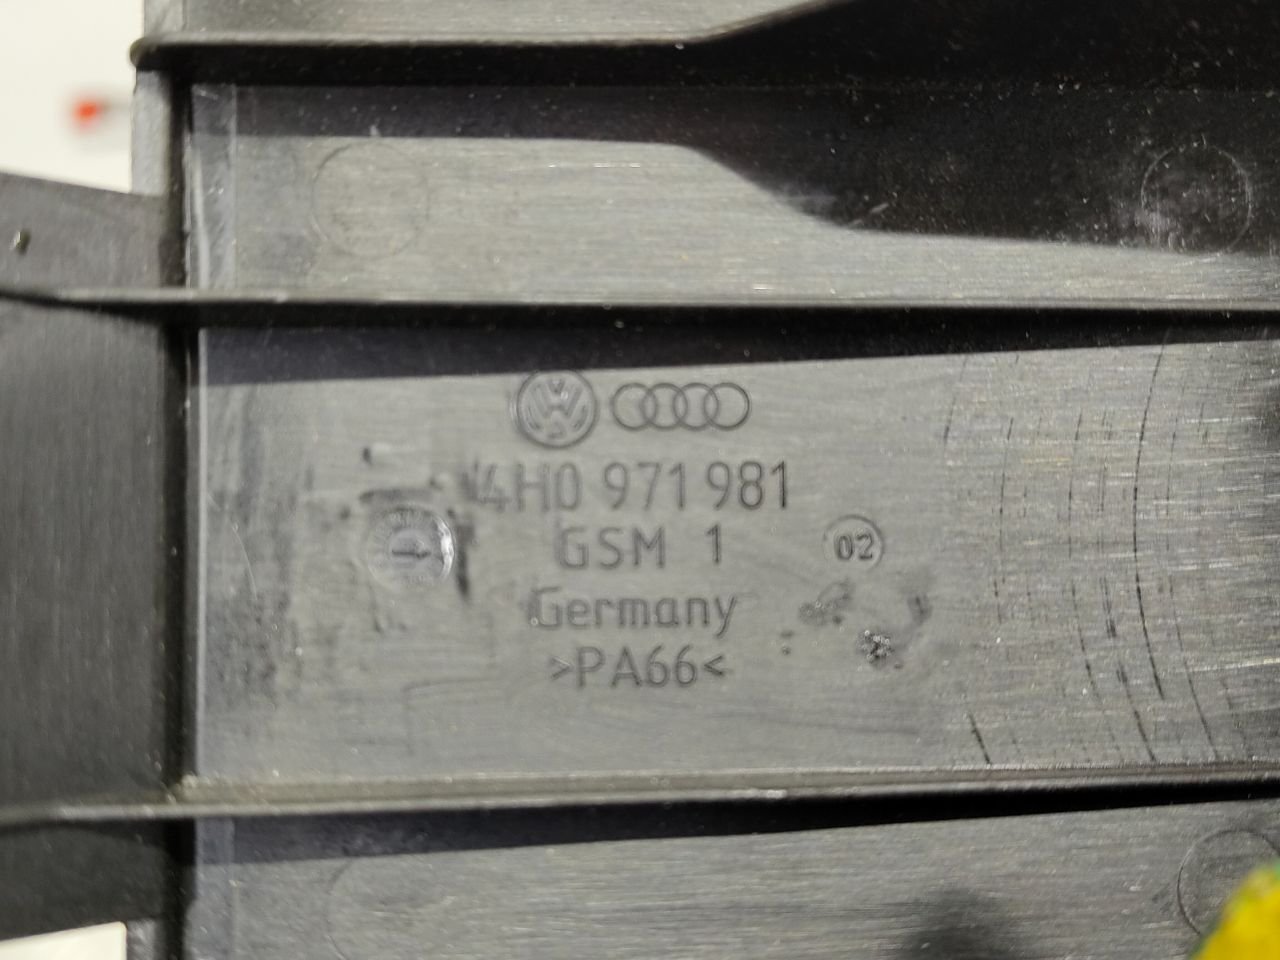 4H0 971 981
GSM 1
02
Germany
>PA66<